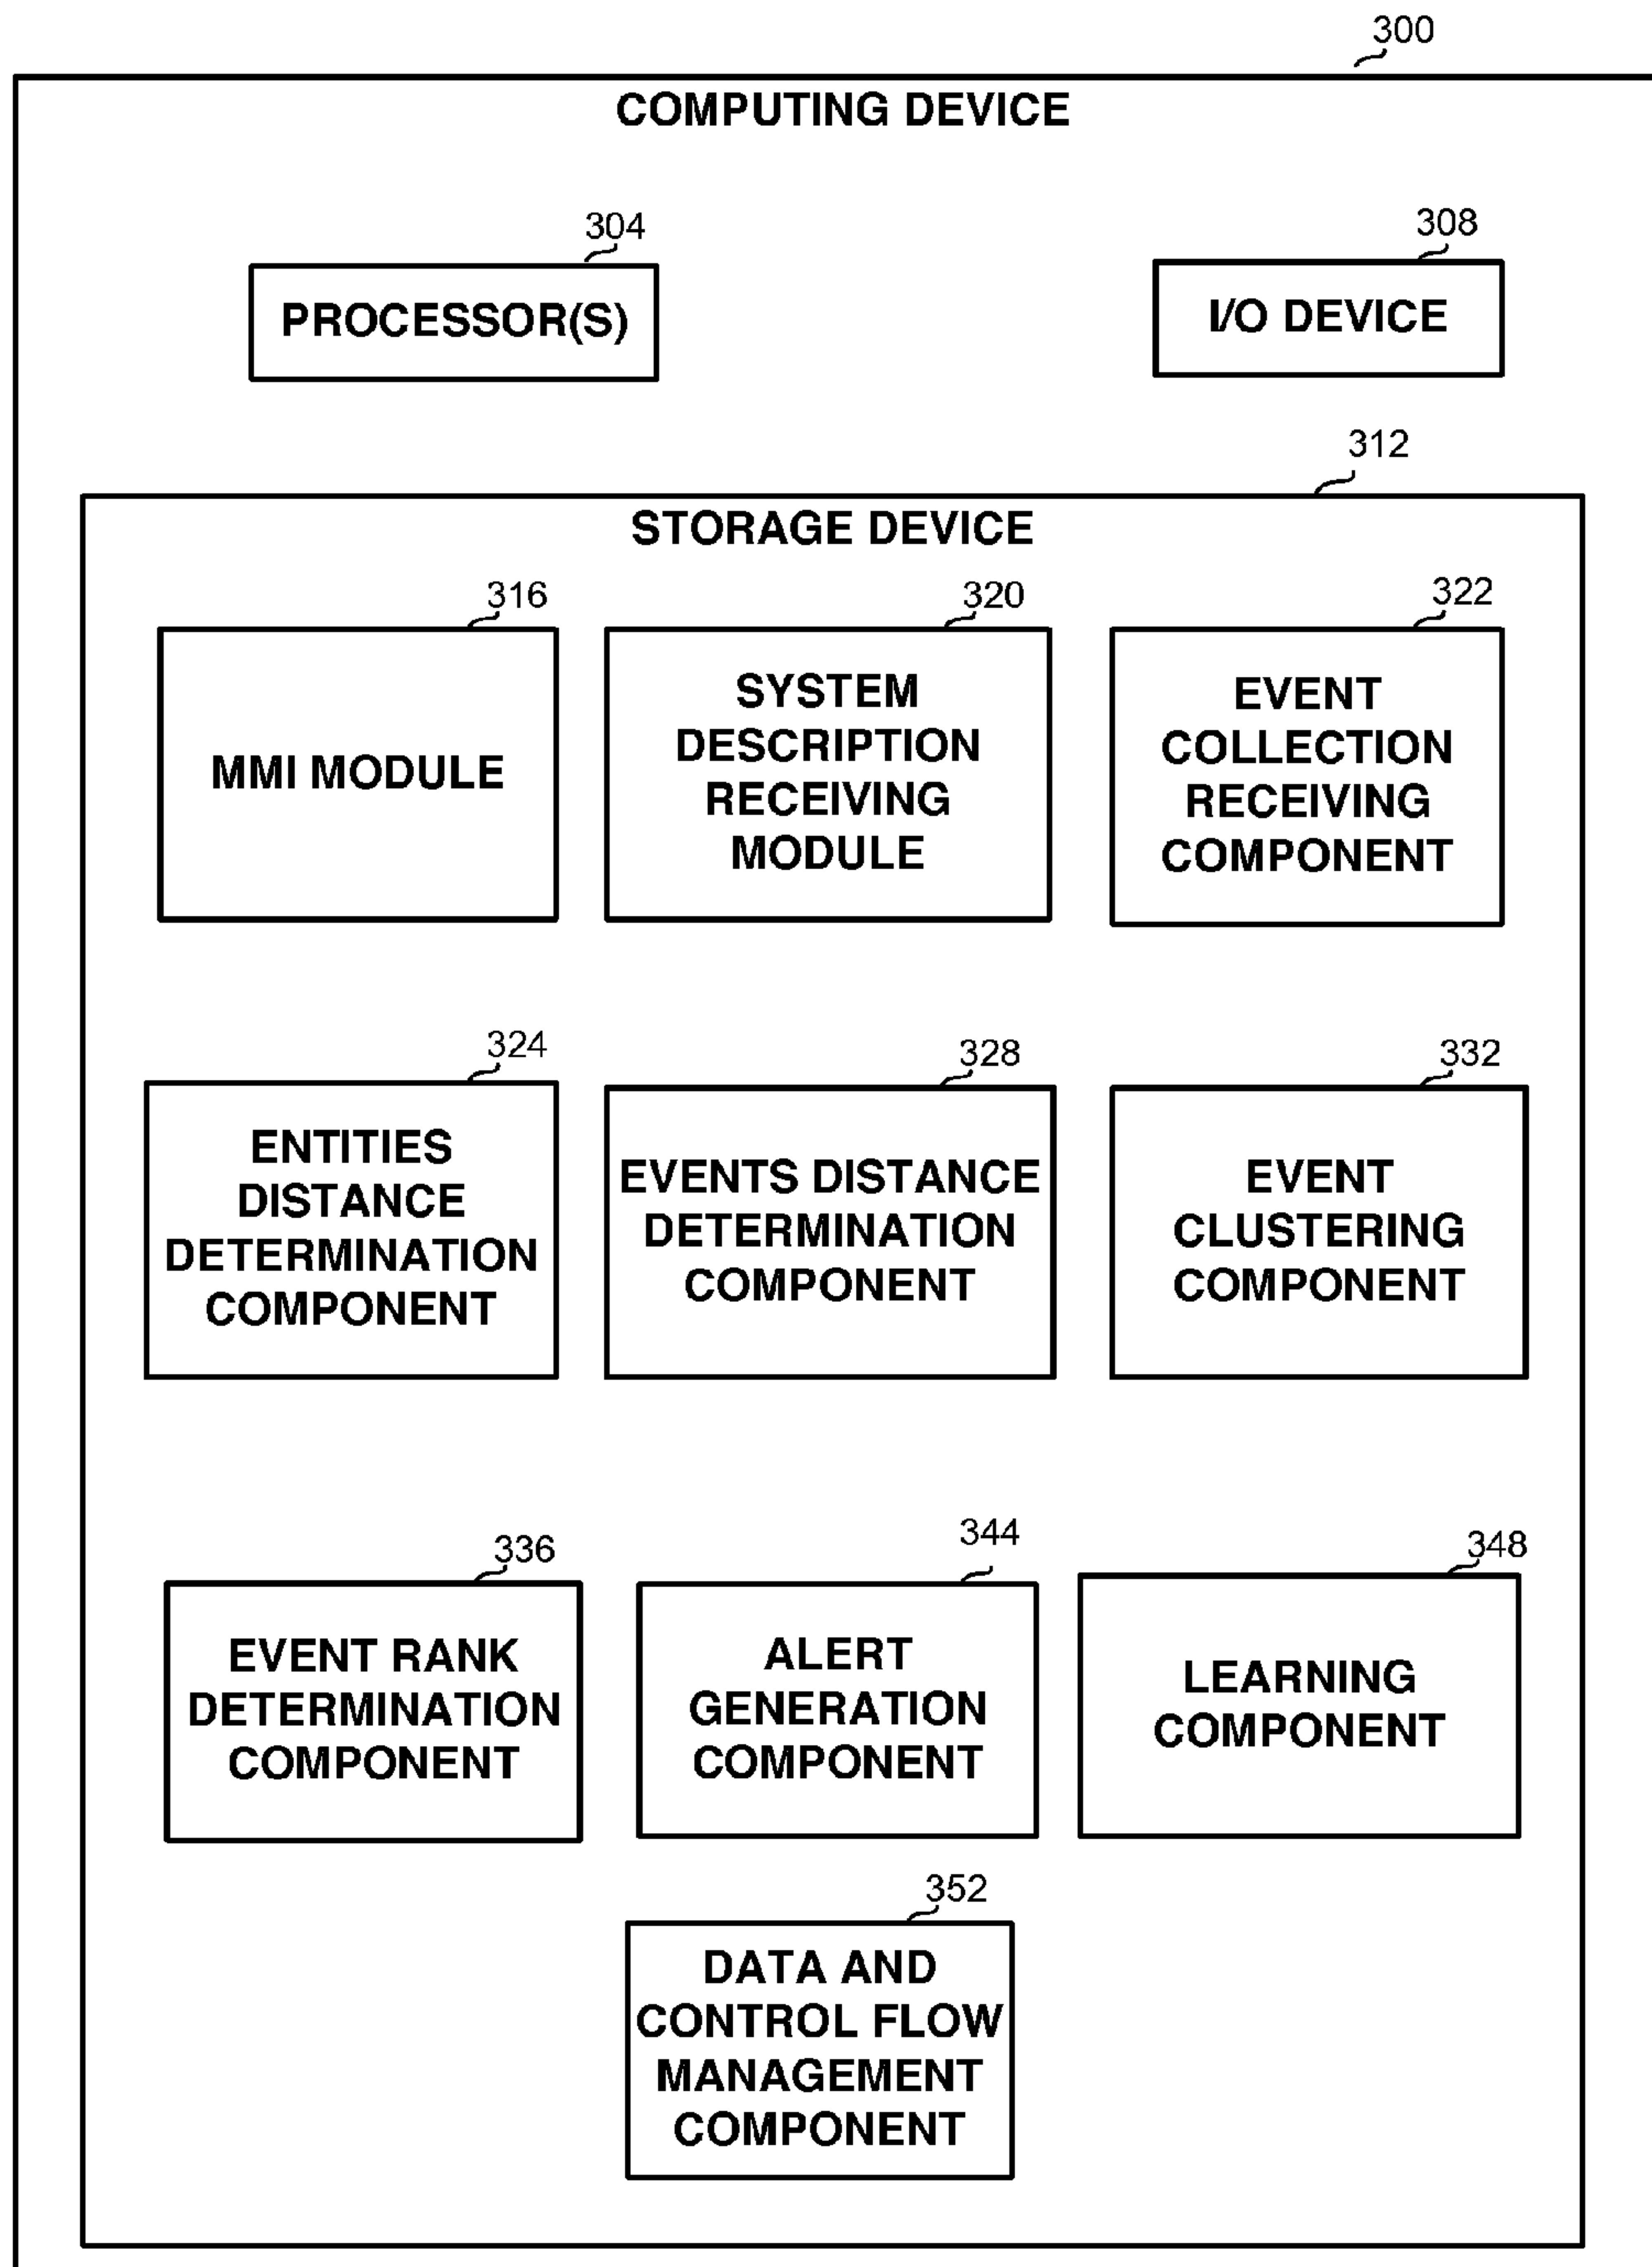 300
COMPUTING DEVICE
304
PROCESSOR(S)
308
I/O DEVICE
312
STORAGE DEVICE
316
MMI MODULE
320
SYSTEM
DESCRIPTION
RECEIVING
MODULE
322
EVENT
COLLECTION
RECEIVING
COMPONENT
324
ENTITIES
DISTANCE
DETERMINATION
COMPONENT
328
EVENTS DISTANCE
DETERMINATION
COMPONENT
332
EVENT
CLUSTERING
COMPONENT
336
EVENT RANK
DETERMINATION
COMPONENT
344
ALERT
GENERATION
COMPONENT
348
LEARNING
COMPONENT
352
DATA AND
CONTROL FLOW
MANAGEMENT
COMPONENT